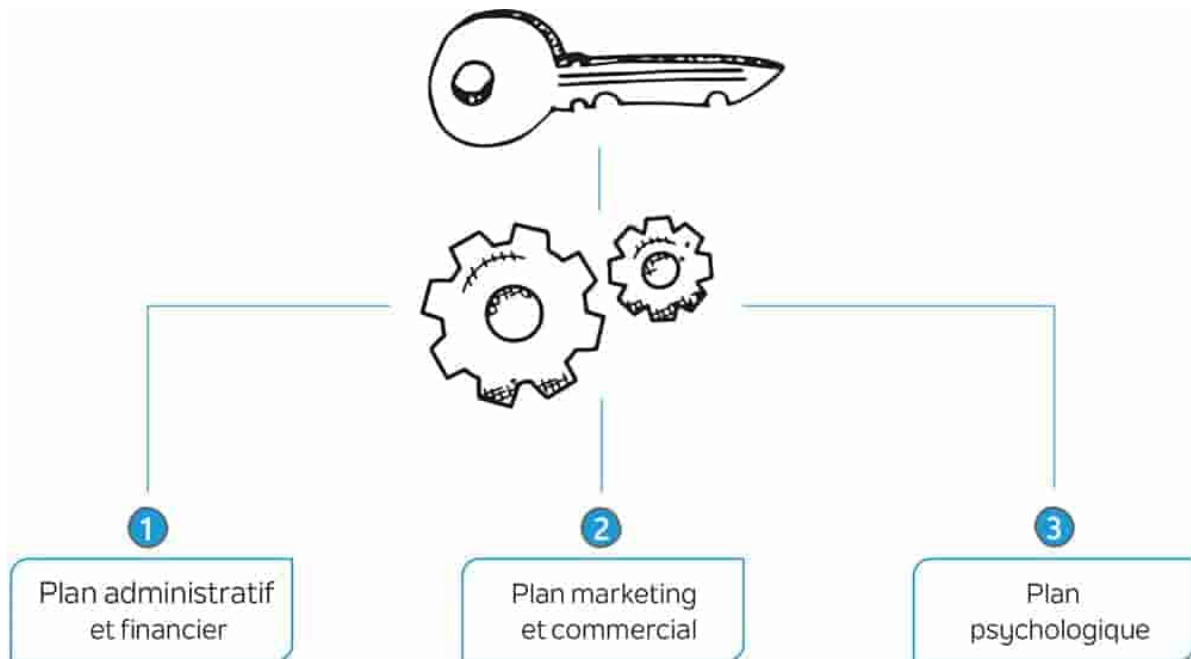 1
Plan administratif
et financier
2
Plan marketing
et commercial
3
Plan
psychologique